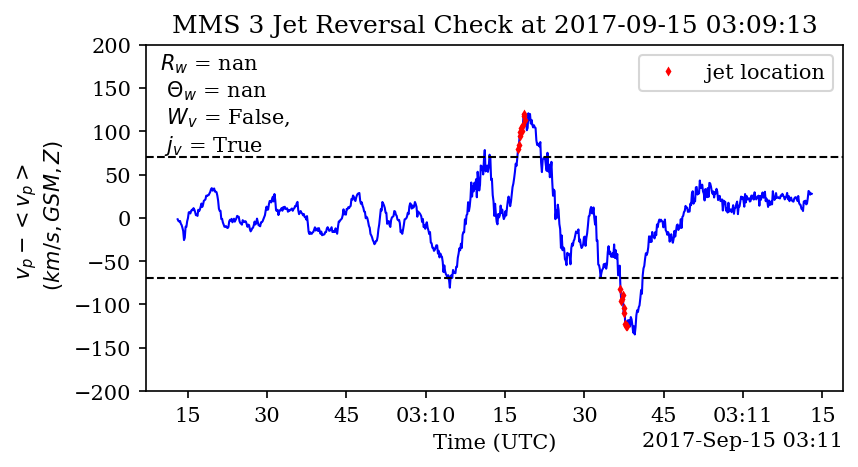 MMS 3 Jet Reversal Check at 2017-09-15 03:09:13
R_w = nan
Θ_w = nan
W_v = False,
j_v = True
jet location
v_p − < v_p >
(km/s, GSM, Z)
200
150
100
50
0
−50
−100
−150
−200
15 30 45 03:10 15 30 45 03:11 15
Time (UTC)
2017-Sep-15 03:11